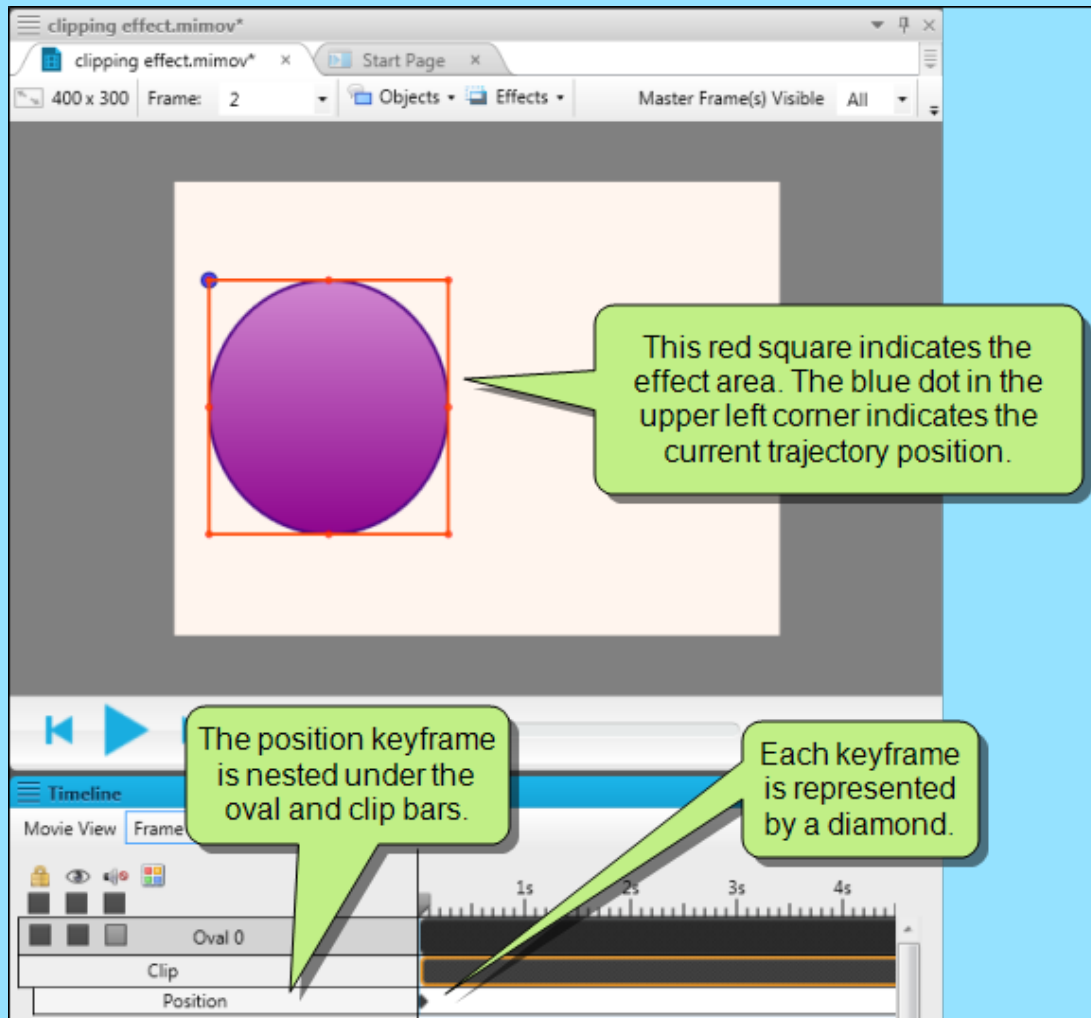 clipping effect.mimov*
clipping effect.mimov* × Start Page ×
400 x 300 Frame: 2 Objects Effects Master Frame(s) Visible All
This red square indicates the
effect area. The blue dot in the
upper left corner indicates the
current trajectory position.
The position keyframe
is nested under the
oval and clip bars.
Each keyframe
is represented
by a diamond.
Timeline
Movie View Frame
1s 2s 3s 4s
Oval 0
Clip
Position